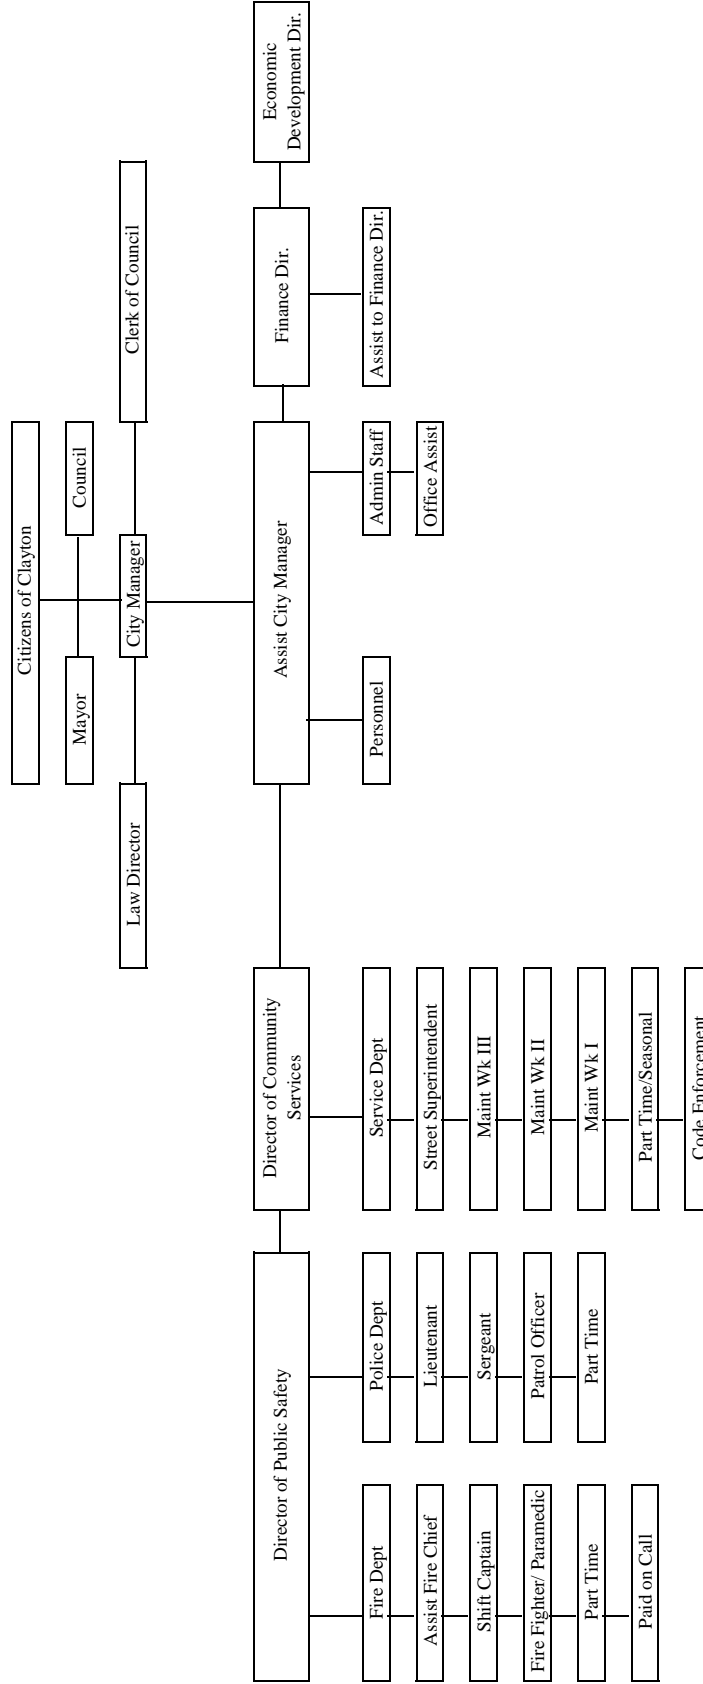 Citizens of Clayton
Mayor
Council
Law Director
City Manager
Clerk of Council
Director of Public Safety
Director of Community
Services
Assist City Manager
Finance Dir.
Economic
Development Dir.
Fire Dept
Police Dept
Service Dept
Personnel
Admin Staff
Assist to Finance Dir.
Assist Fire Chief
Lieutenant
Street Superintendent
Office Assist
Shift Captain
Sergeant
Maint Wk III
Fire Fighter/ Paramedic
Patrol Officer
Maint Wk II
Part Time
Part Time
Maint Wk I
Paid on Call
Part Time/Seasonal
Code Enforcement